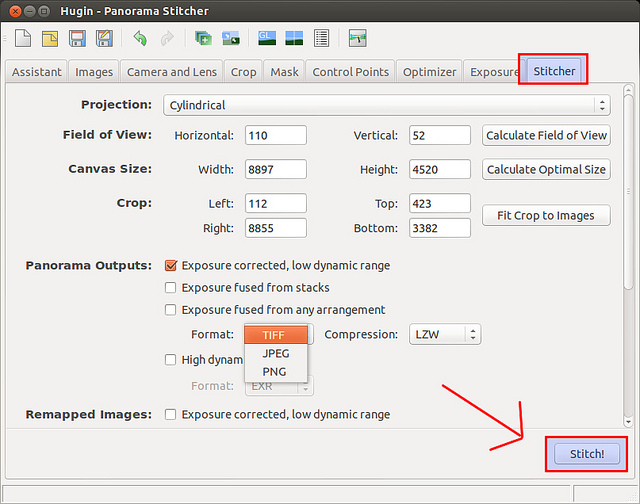 Hugin - Panorama Stitcher
GL
Assistant Images Camera and Lens Crop Mask Control Points Optimizer Exposure Stitcher
Projection: Cylindrical
Field of View: Horizontal: 110 Vertical: 52 Calculate Field of View
Canvas Size: Width: 8897 Height: 4520 Calculate Optimal Size
Crop: Left: 112 Top: 423
Fit Crop to Images
Right: 8855 Bottom: 3382
Panorama Outputs: Exposure corrected, low dynamic range
Exposure fused from stacks
Exposure fused from any arrangement
Format: TIFF Compression: LZW
High dynam JPEG
PNG
Format: EXR
Remapped Images: Exposure corrected, low dynamic range
Stitch!